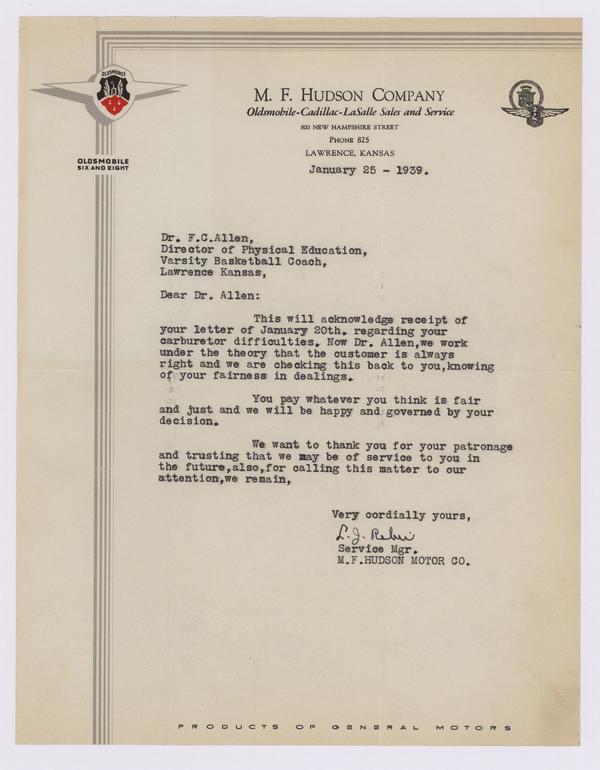 OLDSMOBILE
M. F. HUDSON COMPANY
Oldsmobile-Cadillac-LaSalle Sales and Service
800 NEW HAMPSHIRE STREET
PHONE 825
LAWRENCE, KANSAS
OLDSMOBILE
SIX AND EIGHT
January 25 - 1939.
Dr. F.C.Allen,
Director of Physical Education,
Varsity Basketball Coach,
Lawrence Kansas,
Dear Dr. Allen:
This will acknowledge receipt of
your letter of January 20th. regarding your
carburetor difficulties. Now Dr. Allen,we work
under the theory that the customer is always
right and we are checking this back to you,knowing
of your fairness in dealings.
You pay whatever you think is fair
and just and we will be happy and governed by your
decision.
We want to thank you for your patronage
and trusting that we may be of service to you in
the future,also,for calling this matter to our
attention,we remain,
Very cordially yours,
L. J.
Service Mgr.
M.F.HUDSON MOTOR CO.
PRODUCTS OF GENERAL MOTORS